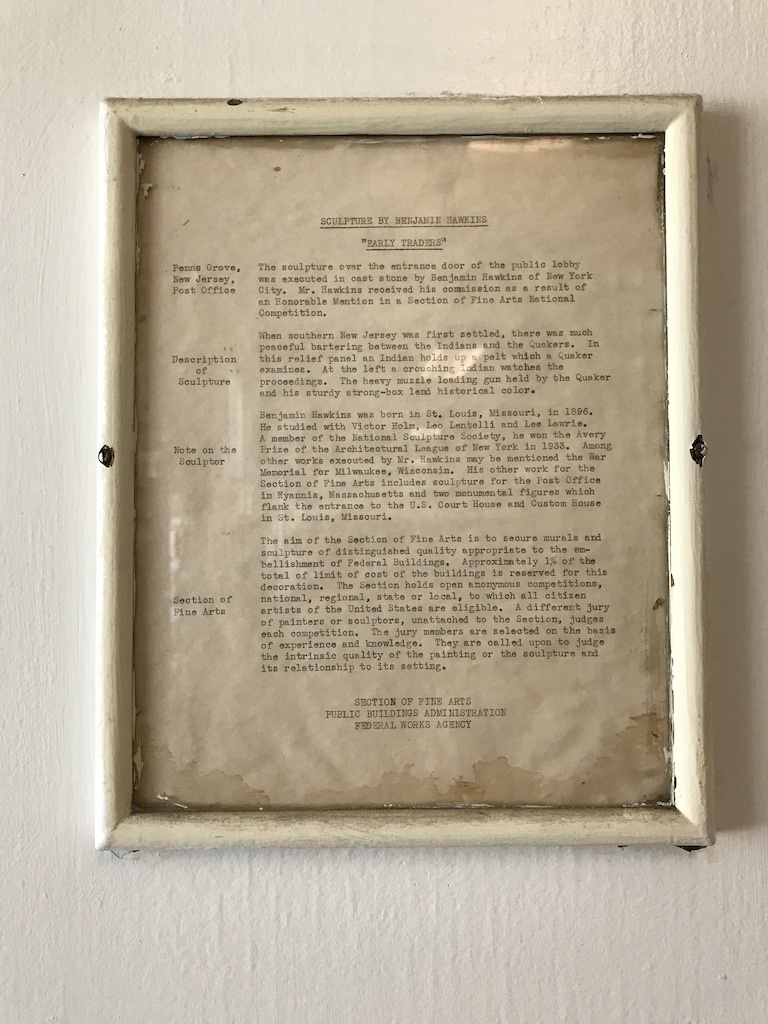 SCULPTURE BY BENJAMIN HAWKINS
"EARLY TRADERS"
Penns Grove,
New Jersey,
Post Office
The sculpture over the entrance door of the public lobby
was executed in cast stone by Benjamin Hawkins of New York
City. Mr. Hawkins received his commission as a result of
an Honorable Mention in a Section of Fine Arts National
Competition.
Description
of
Sculpture
When southern New Jersey was first settled, there was much
peaceful bartering between the Indians and the Quakers. In
this relief panel an Indian holds up a pelt which a Quaker
examines. At the left a crouching Indian watches the
proceedings. The heavy muzzle loading gun held by the Quaker
and his sturdy strong-box lend historical color.
Note on the
Sculptor
Benjamin Hawkins was born in St. Louis, Missouri, in 1896.
He studied with Victor Holm, Leo Lentelli and Lee Lawrie.
A member of the National Sculpture Society, he won the Avery
Prize of the Architectural League of New York in 1933. Among
other works executed by Mr. Hawkins may be mentioned the War
Memorial for Milwaukee, Wisconsin. His other work for the
Section of Fine Arts includes sculpture for the Post Office
in Hyannis, Massachusetts and two monumental figures which
flank the entrance to the U.S. Court House and Custom House
in St. Louis, Missouri.
Section of
Fine Arts
The aim of the Section of Fine Arts is to secure murals and
sculpture of distinguished quality appropriate to the em-
bellishment of Federal Buildings. Approximately 1% of the
total of limit of cost of the buildings is reserved for this
decoration. The Section holds open anonymous competitions,
national, regional, state or local, to which all citizen
artists of the United States are eligible. A different jury
of painters or sculptors, unattached to the Section, judges
each competition. The jury members are selected on the basis
of experience and knowledge. They are called upon to judge
the intrinsic quality of the painting or the sculpture and
its relationship to its setting.
SECTION OF FINE ARTS
PUBLIC BUILDINGS ADMINISTRATION
FEDERAL WORKS AGENCY